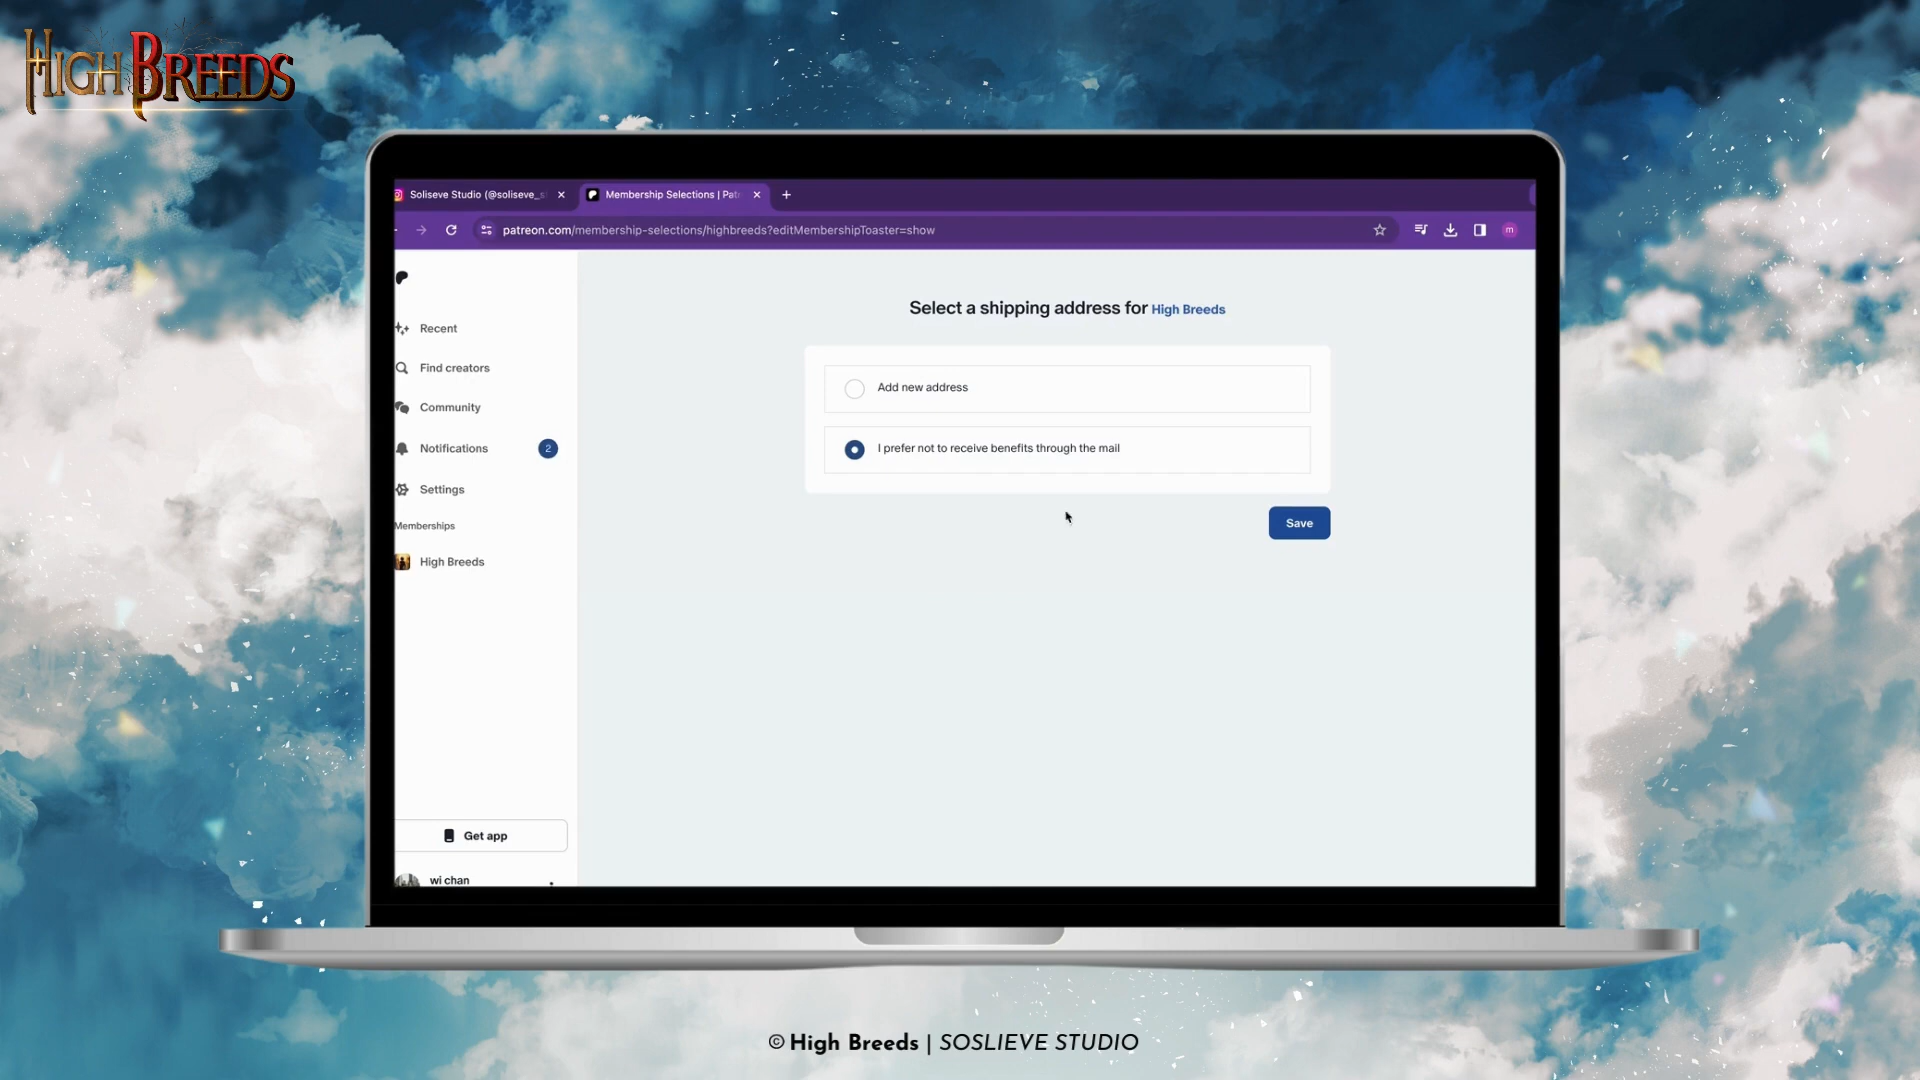 HIGH BREEDS
Soliseve Studio (@soliseve_s
Membership Selections | Pat
patreon.com/membership-selections/highbreeds?editMembershipToaster=show
m
Recent
Find creators
Community
Notifications
2
Settings
Memberships
High Breeds
Get app
wi chan
Select a shipping address for High Breeds
Add new address
I prefer not to receive benefits through the mail
Save
© High Breeds | SOSLIEVE STUDIO